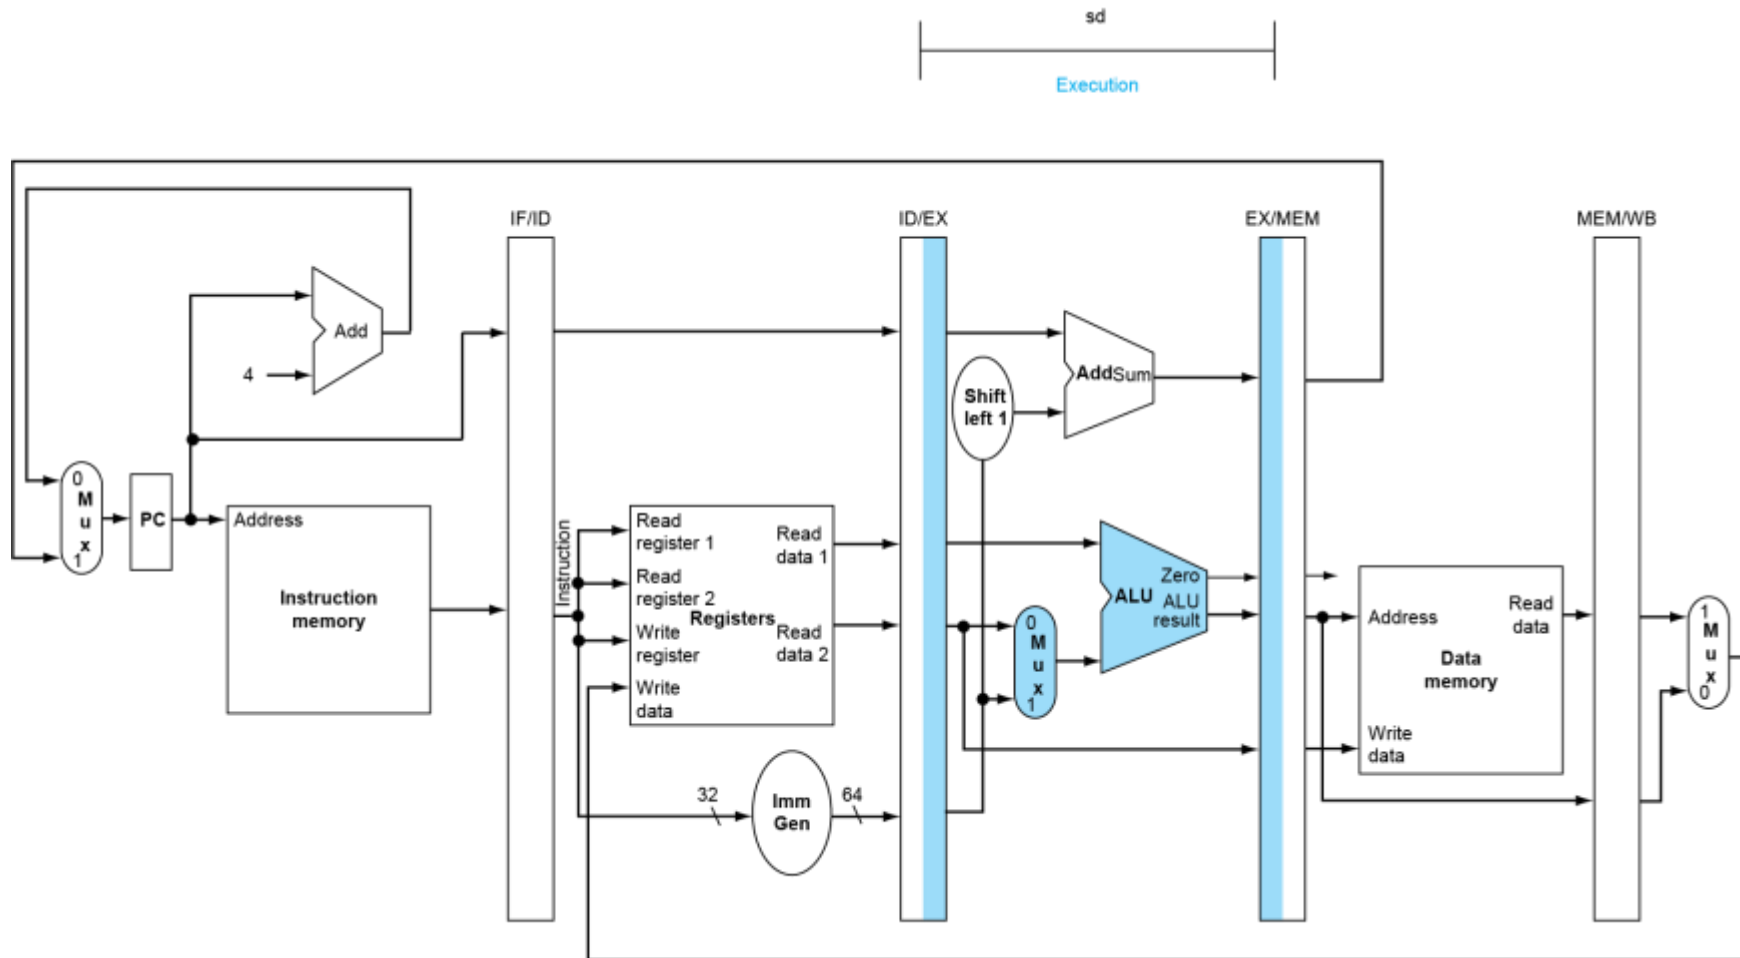 sd
Execution
IF/ID
ID/EX
EX/MEM
MEM/WB
Add
4
Shift
left 1
AddSum
0
M
u
x
1
PC
Address
Instruction
memory
Instruction
Read
register 1
Read
register 2
Write
register
Write
data
Registers
Read
data 1
Read
data 2
0
M
u
x
1
Zero
ALU
ALU
result
Address
Read
data
Data
memory
Write
data
1
M
u
x
0
32
Imm
Gen
64